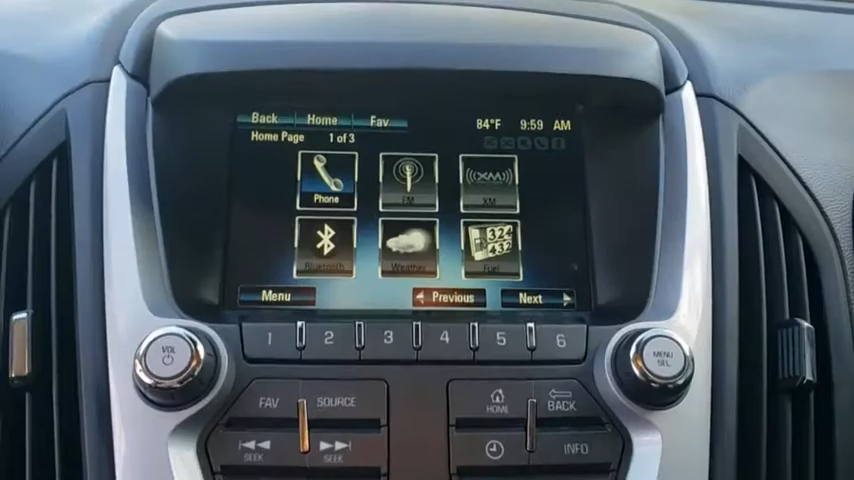 Back Home Fav 84°F 9:59 AM
Home Page 1 of 3
Phone FM XM
Bluetooth Weather Fuel
324
432
Menu Previous Next
1 2 3 4 5 6
VOL
MENU
SEL
FAV SOURCE HOME BACK
SEEK SEEK INFO